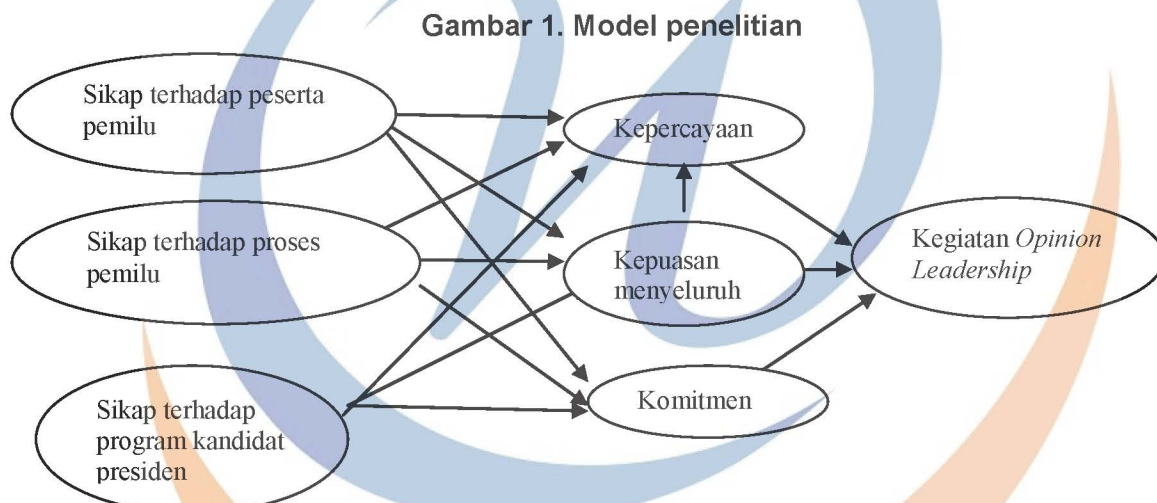 Gambar 1. Model penelitian
Sikap terhadap peserta
pemilu
Kepercayaan
Sikap terhadap proses
pemilu
Kepuasan
menyeluruh
Kegiatan Opinion
Leadership
Sikap terhadap
program kandidat
presiden
Komitmen